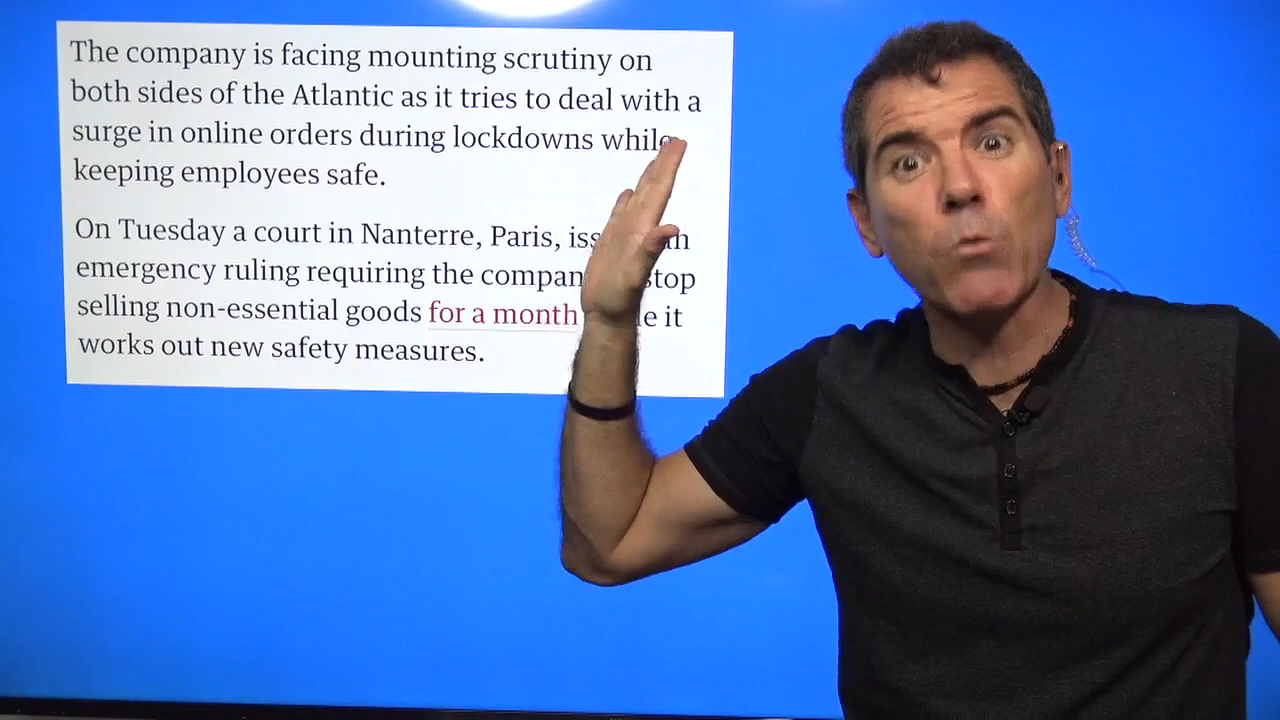 The company is facing mounting scrutiny on
both sides of the Atlantic as it tries to deal with a
surge in online orders during lockdowns while
keeping employees safe.
On Tuesday a court in Nanterre, Paris,
emergency ruling requiring the stop
selling non-essential goods for a month it
works out new safety measures.